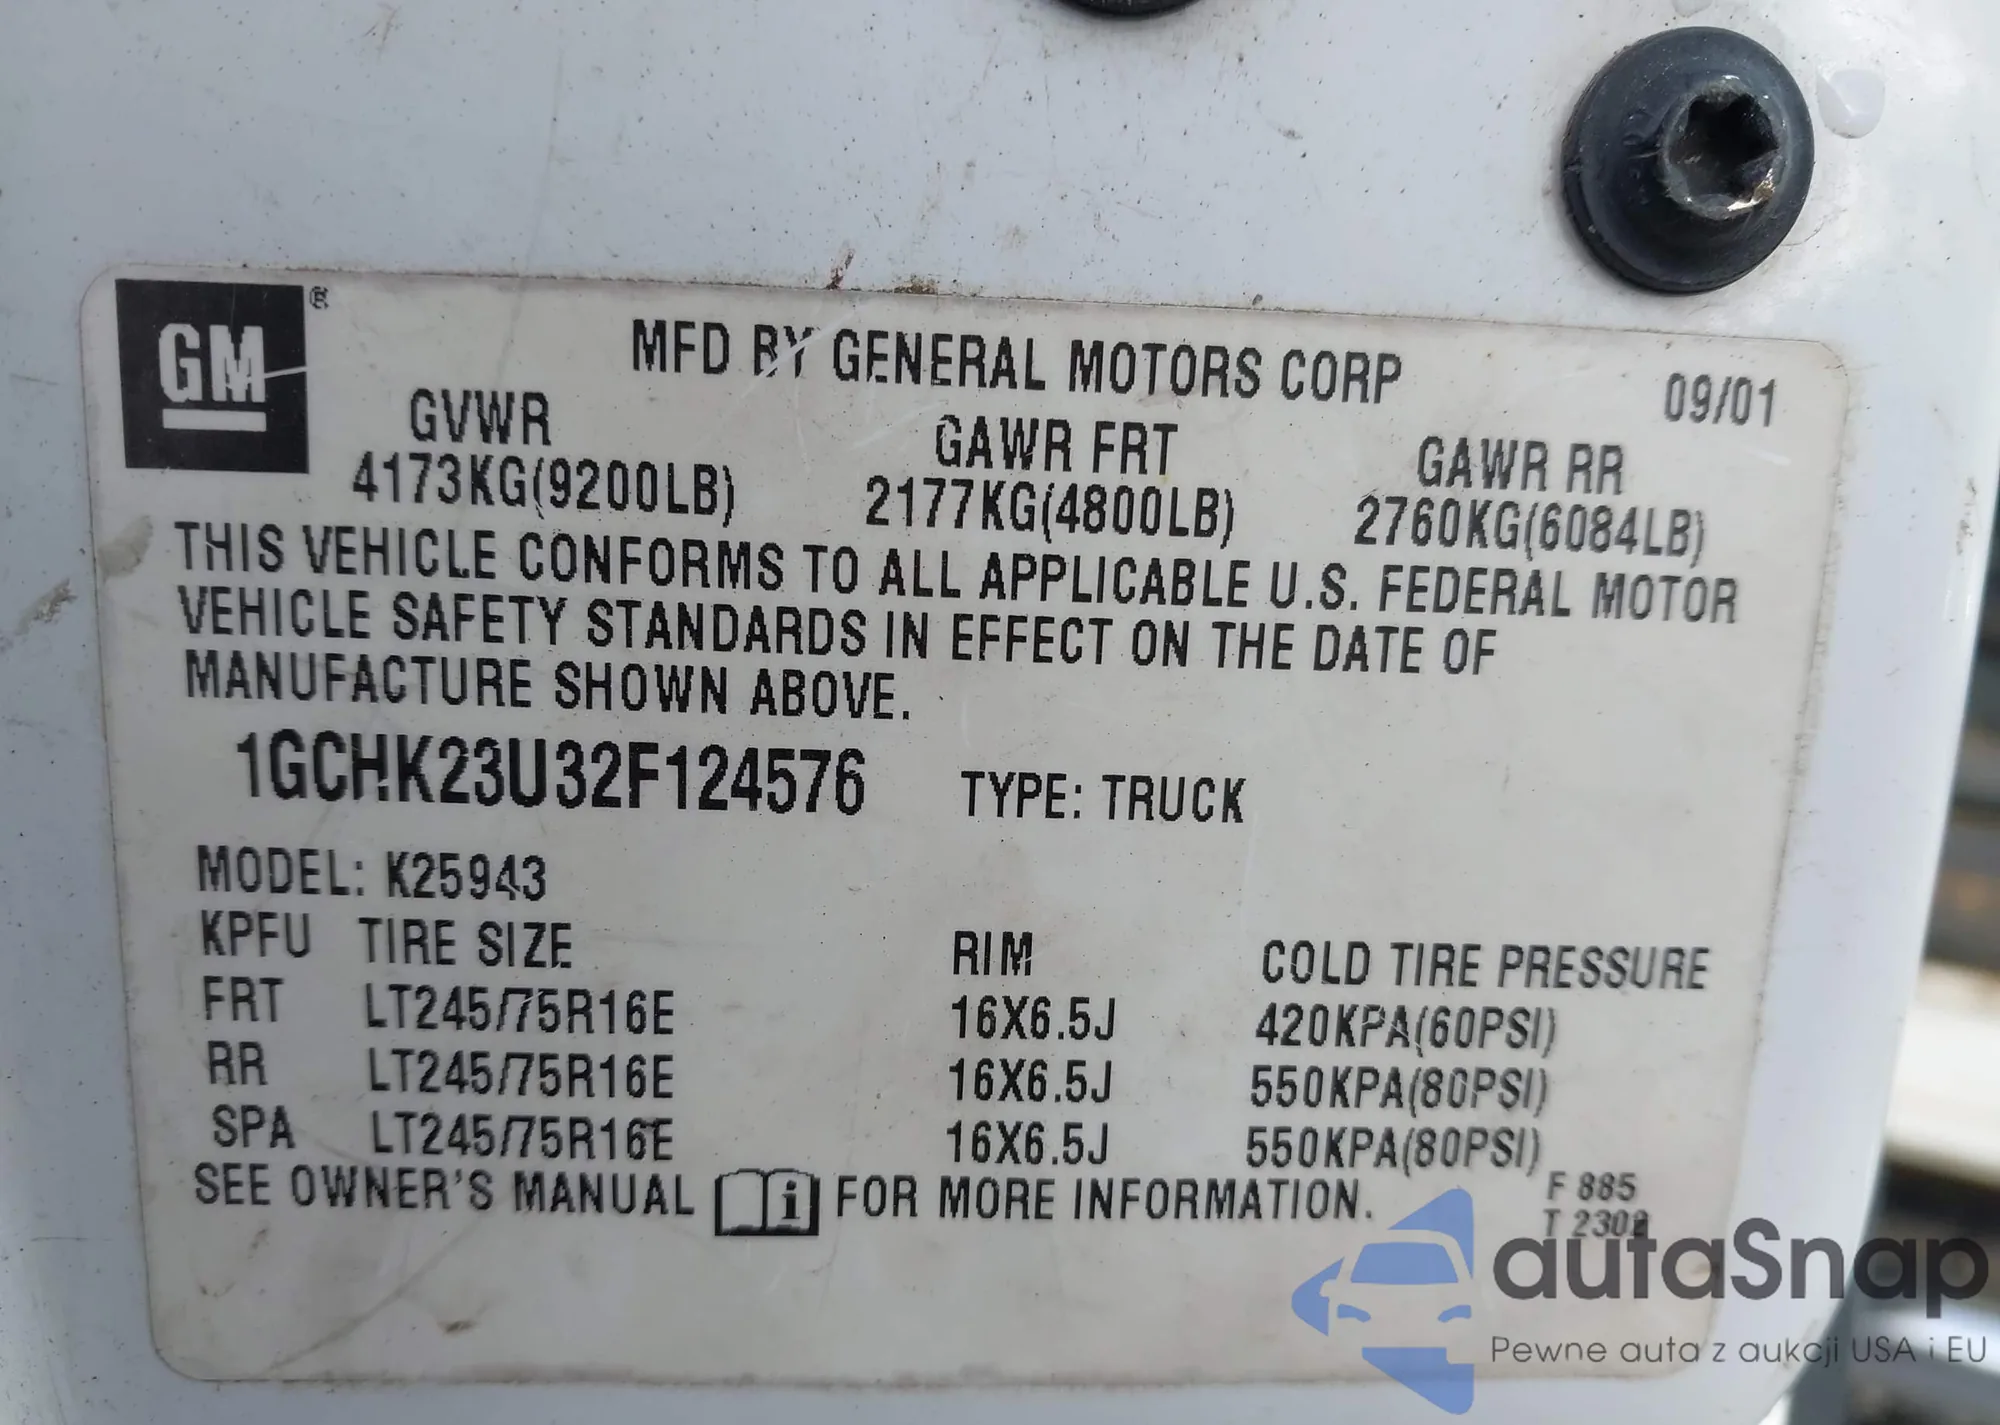 GM ®
MFD BY GENERAL MOTORS CORP 09/01
GVWR GAWR FRT GAWR RR
4173KG(9200LB) 2177KG(4800LB) 2760KG(6084LB)
THIS VEHICLE CONFORMS TO ALL APPLICABLE U.S. FEDERAL MOTOR
VEHICLE SAFETY STANDARDS IN EFFECT ON THE DATE OF
MANUFACTURE SHOWN ABOVE.
1GCHK23U32F124576 TYPE: TRUCK
MODEL: K25943
KPFU TIRE SIZE RIM COLD TIRE PRESSURE
FRT LT245/75R16E 16X6.5J 420KPA(60PSI)
RR LT245/75R16E 16X6.5J 550KPA(80PSI)
SPA LT245/75R16E 16X6.5J 550KPA(80PSI)
SEE OWNER'S MANUAL i FOR MORE INFORMATION.
F 885
T 2302
autaSnap
Pewne auta z aukcji USA i EU